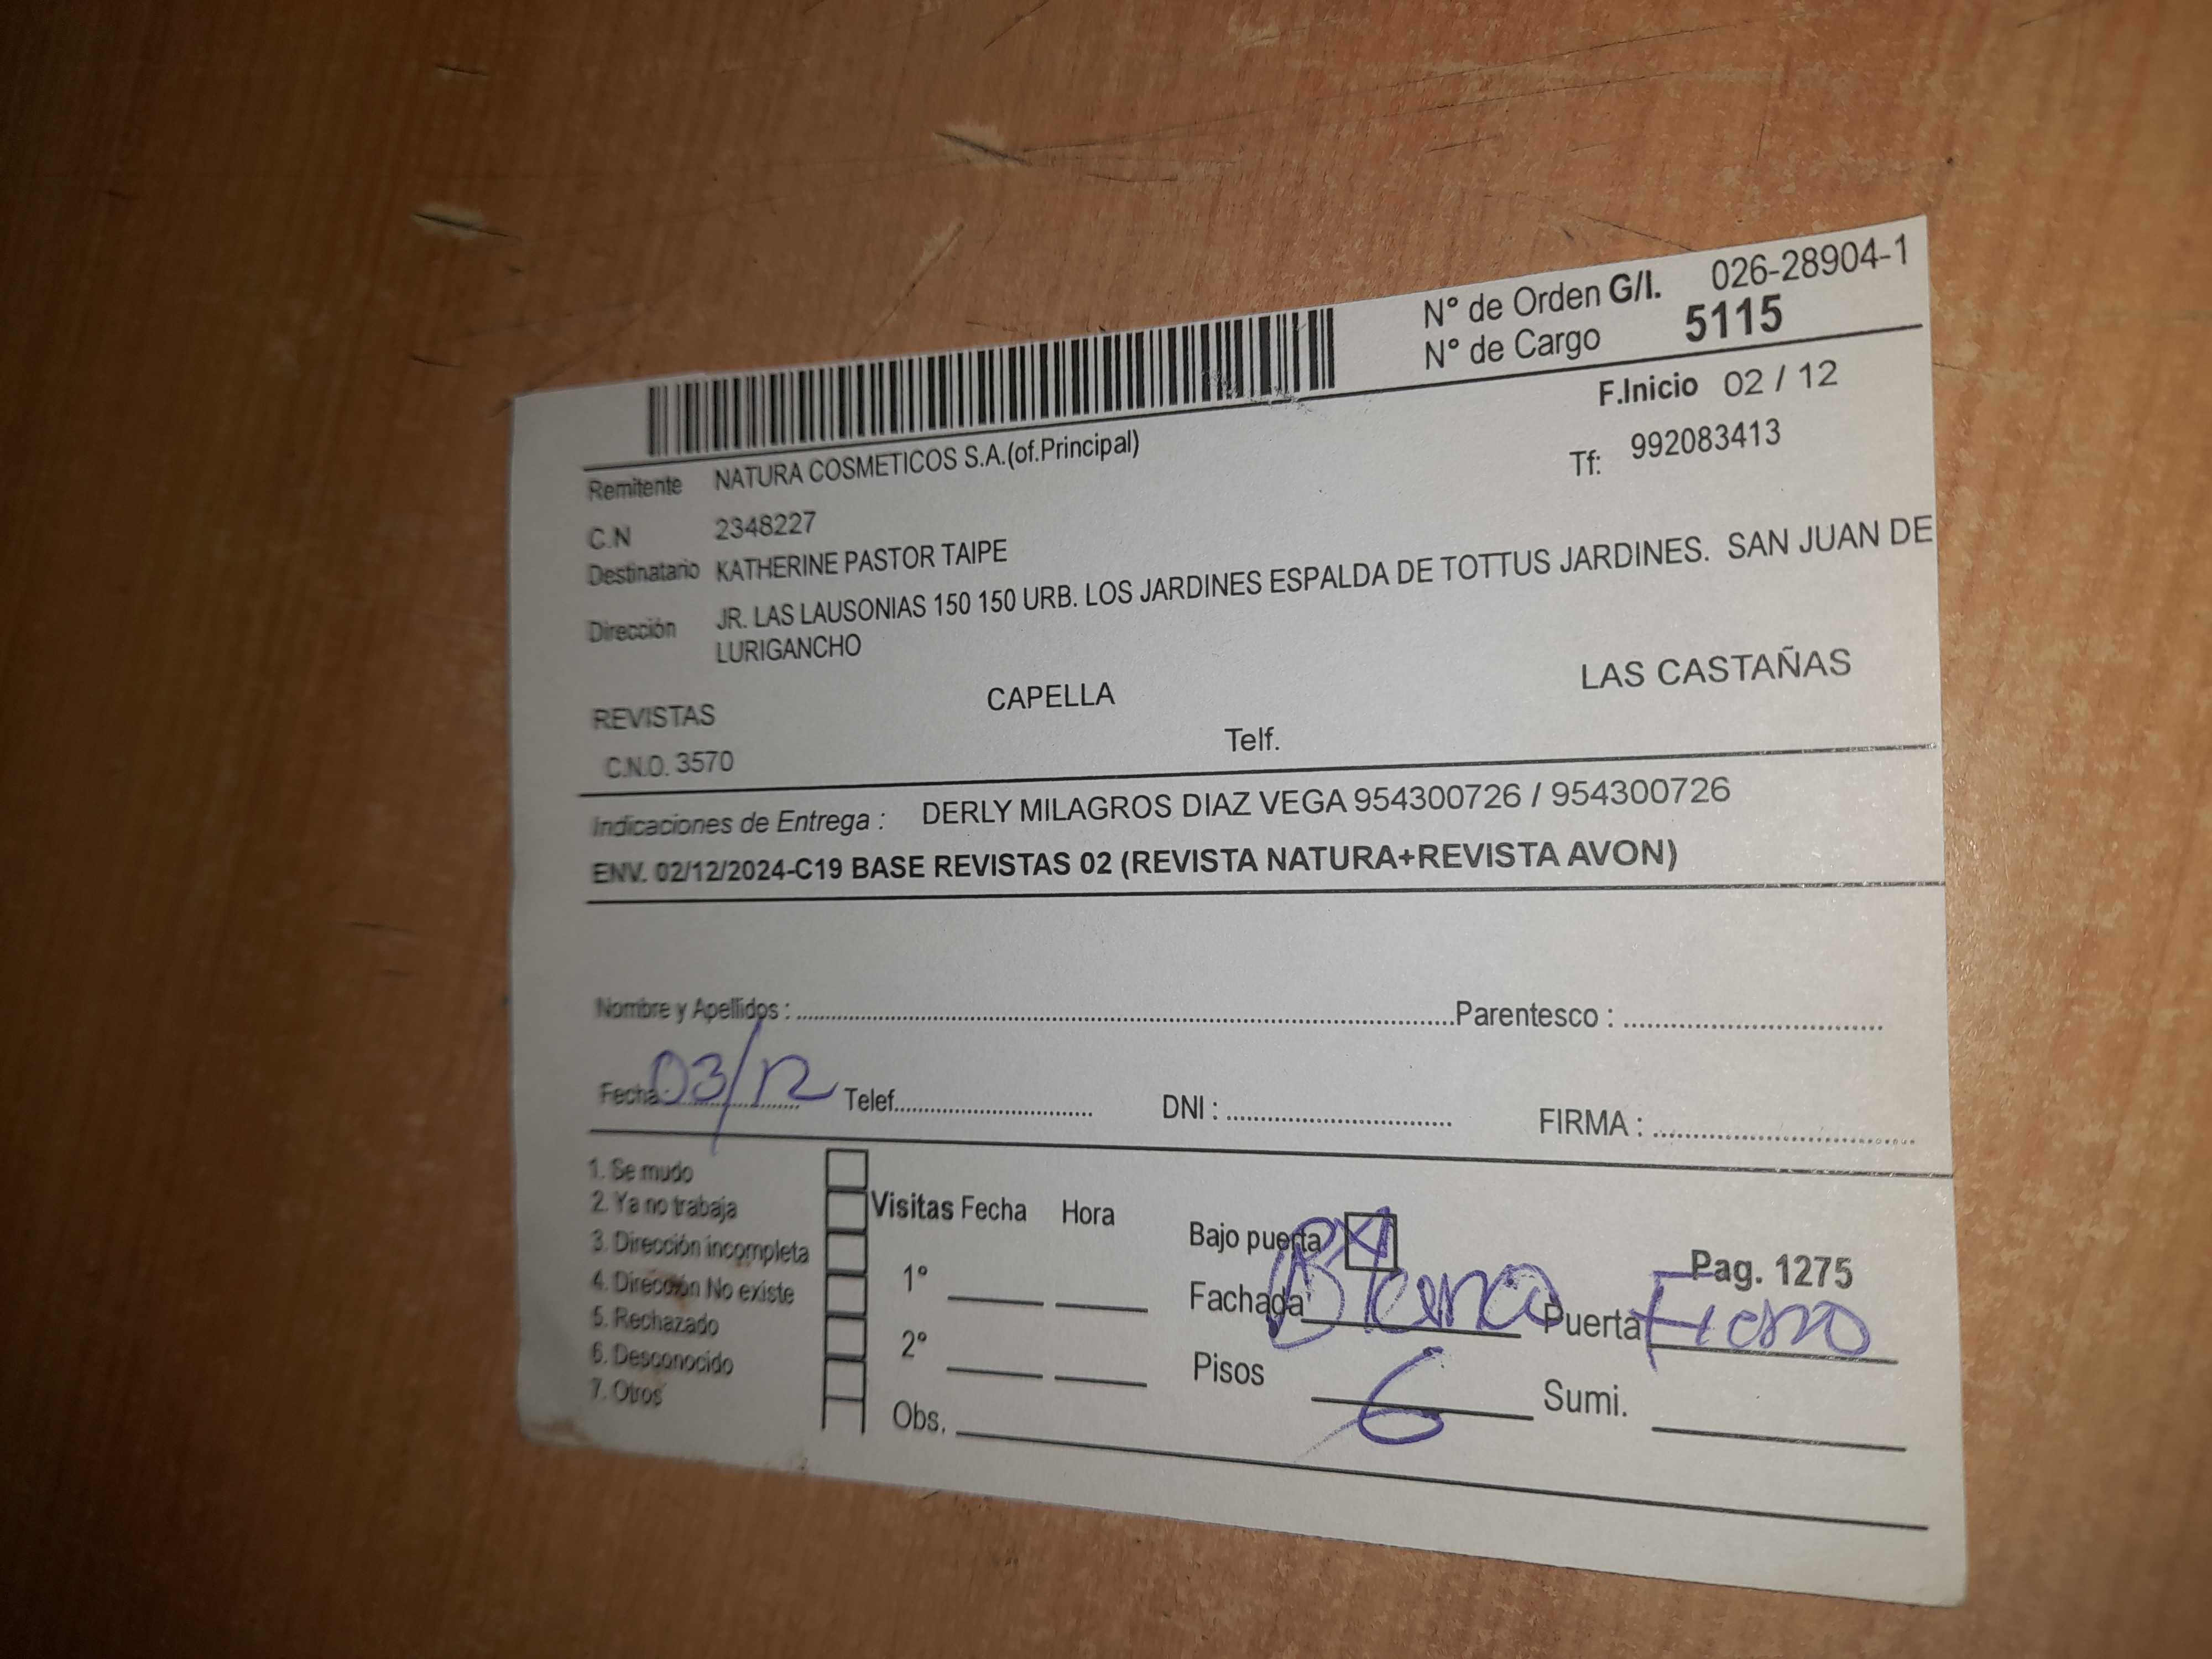 N° de Orden G/I. 026-28904-1
N° de Cargo 5115
F.Inicio 02 / 12
Remitente NATURA COSMETICOS S.A.(of.Principal) Tf: 992083413
C.N 2348227
Destinatario KATHERINE PASTOR TAIPE
Dirección JR. LAS LAUSONIAS 150 150 URB. LOS JARDINES ESPALDA DE TOTTUS JARDINES. SAN JUAN DE
LURIGANCHO
REVISTAS CAPELLA LAS CASTAÑAS
C.N.O. 3570 Telf.
Indicaciones de Entrega : DERLY MILAGROS DIAZ VEGA 954300726 / 954300726
ENV. 02/12/2024-C19 BASE REVISTAS 02 (REVISTA NATURA+REVISTA AVON)
Nombre y Apellidos : Parentesco :
Fecha: 03/12 Telef. DNI : FIRMA :
1. Se mudo
2. Ya no trabaja
3. Dirección incompleta
4. Dirección No existe
5. Rechazado
6. Desconocido
7. Otros
Visitas Fecha Hora
1°
2°
Obs.
Bajo puerta X Pag. 1275
Fachada Blanca Puerta Fierro
Pisos 6 Sumi.